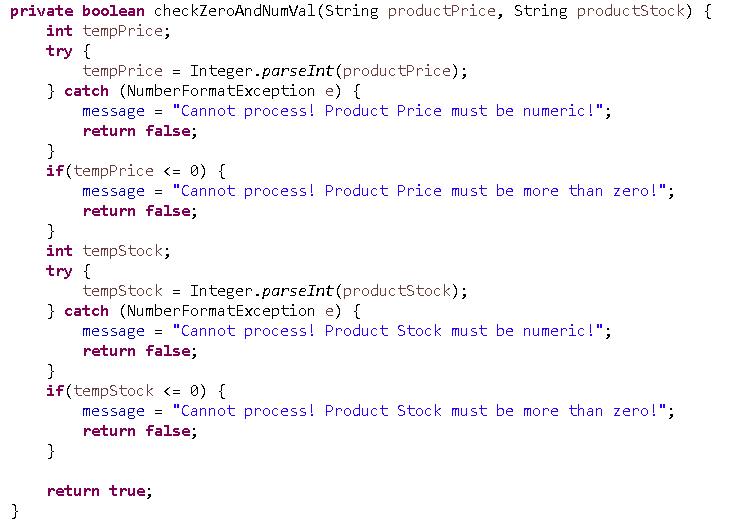 private boolean checkZeroAndNumVal(String productPrice, String productStock) {
    int tempPrice;
    try {
        tempPrice = Integer.parseInt(productPrice);
    } catch (NumberFormatException e) {
        message = "Cannot process! Product Price must be numeric!";
        return false;
    }
    if(tempPrice <= 0) {
        message = "Cannot process! Product Price must be more than zero!";
        return false;
    }
    int tempStock;
    try {
        tempStock = Integer.parseInt(productStock);
    } catch (NumberFormatException e) {
        message = "Cannot process! Product Stock must be numeric!";
        return false;
    }
    if(tempStock <= 0) {
        message = "Cannot process! Product Stock must be more than zero!";
        return false;
    }

    return true;
}